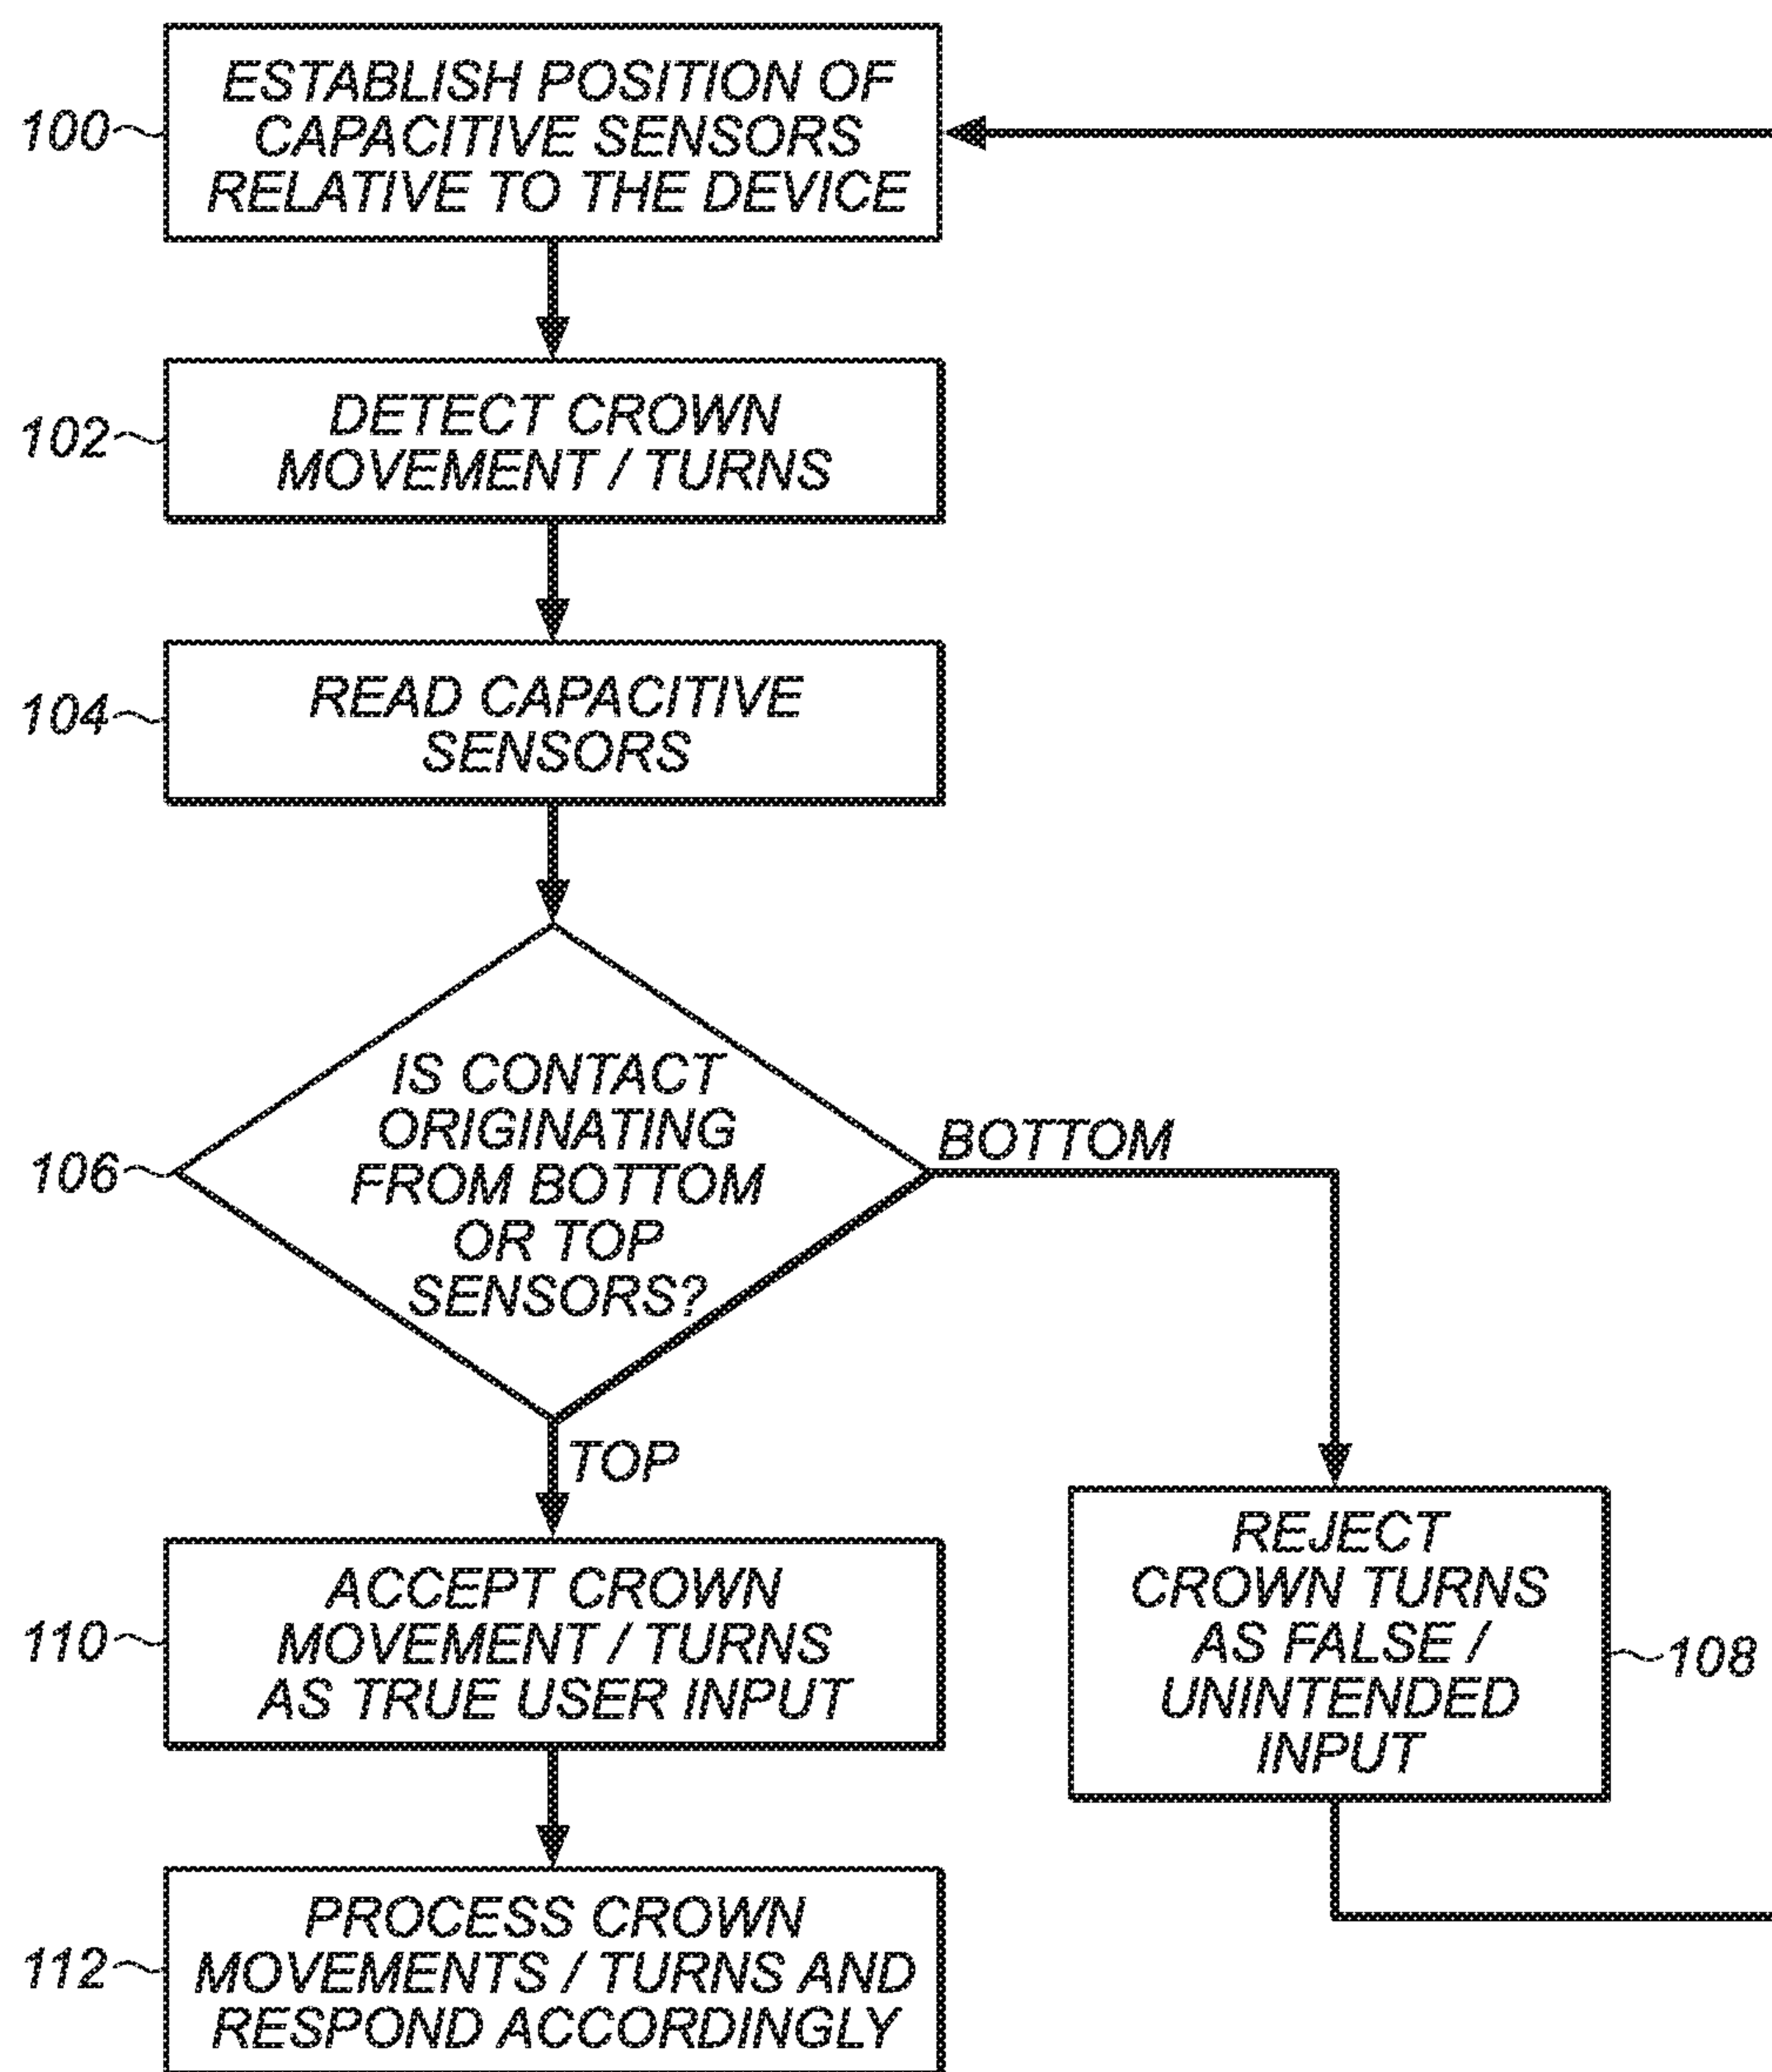 100
ESTABLISH POSITION OF
CAPACITIVE SENSORS
RELATIVE TO THE DEVICE
102
DETECT CROWN
MOVEMENT / TURNS
104
READ CAPACITIVE
SENSORS
106
IS CONTACT
ORIGINATING
FROM BOTTOM
OR TOP
SENSORS?
BOTTOM
TOP
110
ACCEPT CROWN
MOVEMENT / TURNS
AS TRUE USER INPUT
REJECT
CROWN TURNS
AS FALSE /
UNINTENDED
INPUT
108
112
PROCESS CROWN
MOVEMENTS / TURNS AND
RESPOND ACCORDINGLY